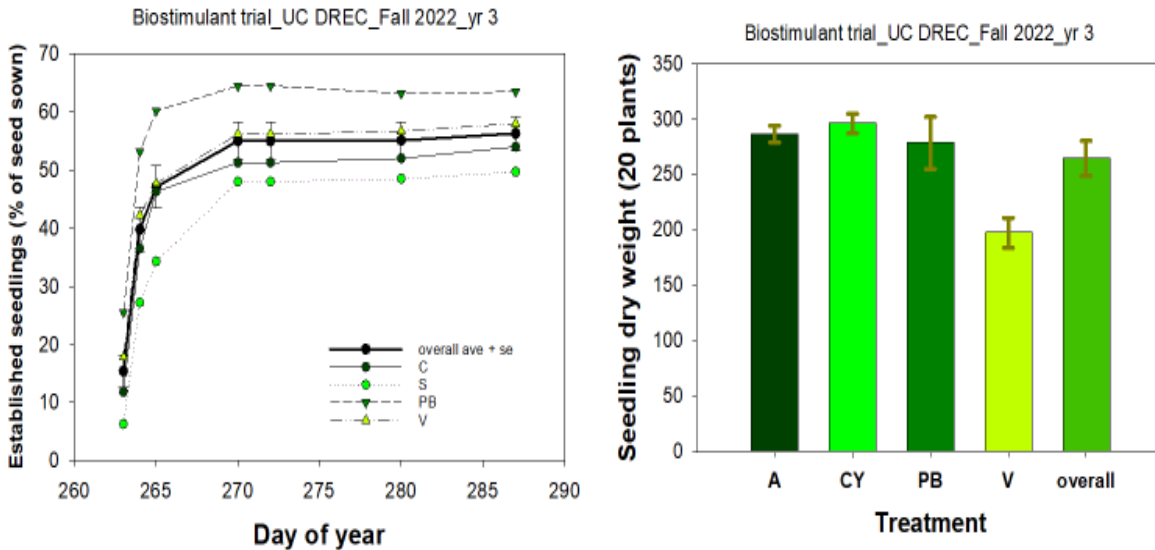 Biostimulant trial_UC DREC_Fall 2022_yr 3
Established seedlings (% of seed sown)
70
60
50
40
30
20
10
0
overall ave + se
C
S
PB
V
260 265 270 275 280 285 290
Day of year
Biostimulant trial_UC DREC_Fall 2022_yr 3
Seedling dry weight (20 plants)
350
300
250
200
150
100
50
0
A CY PB V overall
Treatment